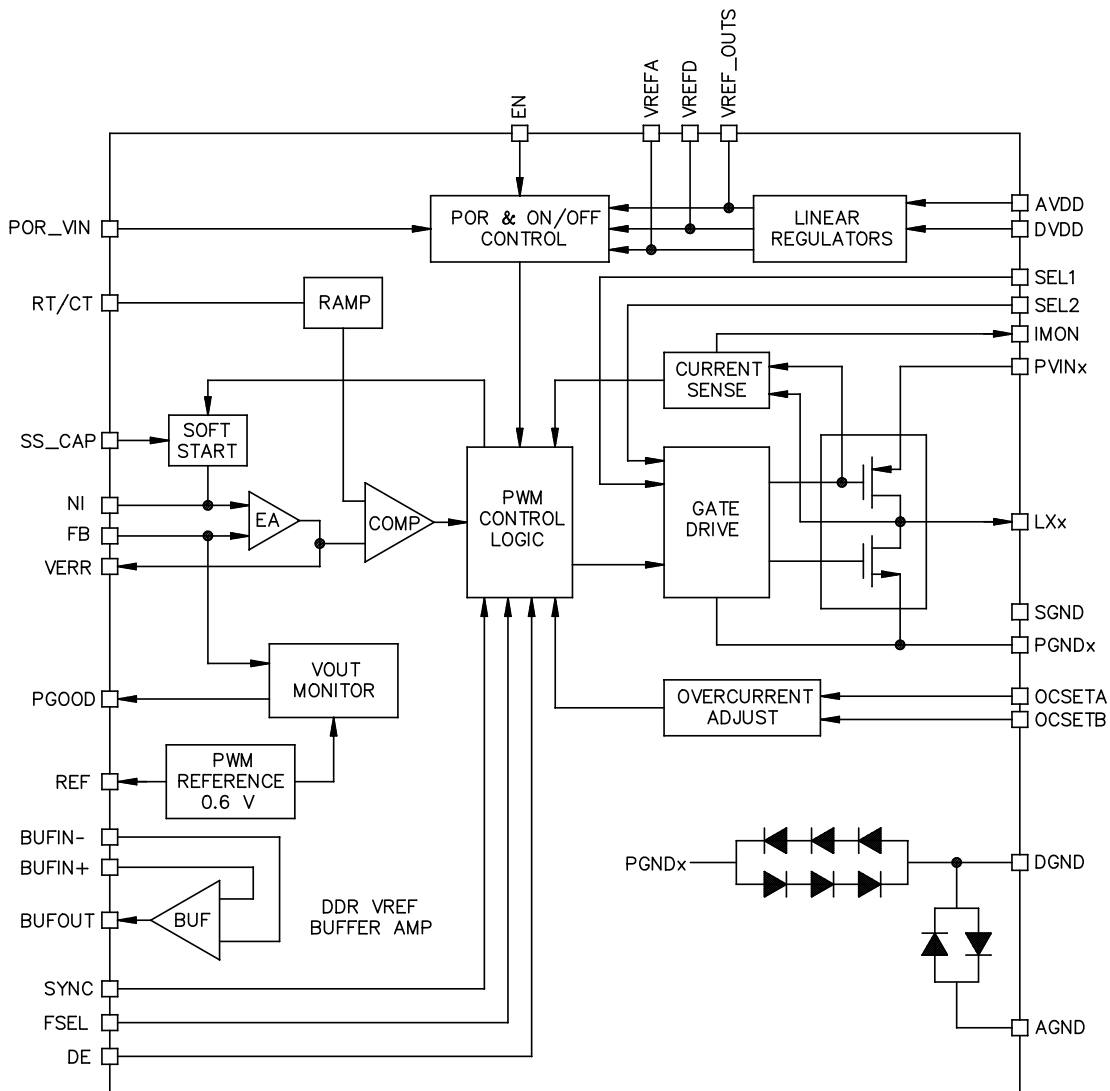 EN
VREFA
VREFD
VREF_OUTS
POR_VIN
POR & ON/OFF
CONTROL
LINEAR
REGULATORS
AVDD
DVDD
SEL1
SEL2
RT/CT
RAMP
IMON
CURRENT
SENSE
PVINx
SS_CAP
SOFT
START
NI
FB
VERR
EA
COMP
PWM
CONTROL
LOGIC
GATE
DRIVE
LXx
SGND
PGNDx
VOUT
MONITOR
PGOOD
OVERCURRENT
ADJUST
OCSETA
OCSETB
REF
PWM
REFERENCE
0.6 V
BUFIN-
BUFIN+
BUFOUT
BUF
DDR VREF
BUFFER AMP
PGNDx
DGND
SYNC
FSEL
DE
AGND